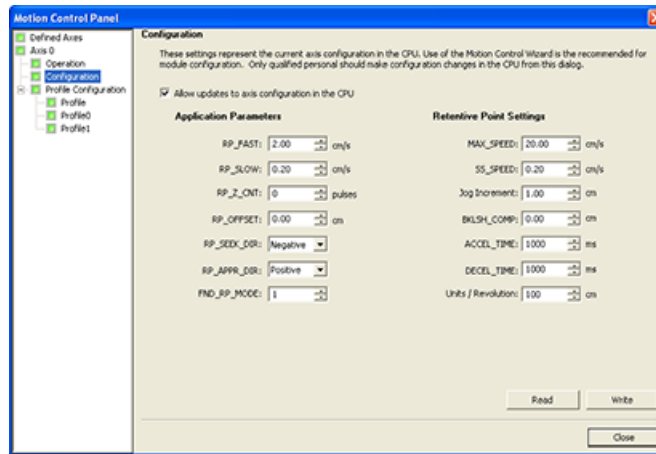 Motion Control Panel
Defined Axes
Axis 0
Operation
Configuration
Profile Configuration
Profile
Profile0
Profile1
Configuration
These settings represent the current axis configuration in the CPU. Use of the Motion Control Wizard is the recommended for
module configuration. Only qualified personal should make configuration changes in the CPU from this dialog.
Allow updates to axis configuration in the CPU
Application Parameters
RP_FAST: 2.00 cm/s
RP_SLOW: 0.20 cm/s
RP_Z_CNT: 0 pulses
RP_OFFSET: 0.00 cm
RP_SEEK_DIR: Negative
RP_APPR_DIR: Positive
FND_RP_MODE: 1
Retentive Point Settings
MAX_SPEED: 20.00 cm/s
SS_SPEED: 0.20 cm/s
Jog Increment: 1.00 cm
BKLSH_COMP: 0.00 cm
ACCEL_TIME: 1000 ms
DECEL_TIME: 1000 ms
Units / Revolution: 100 cm
Read Write
Close